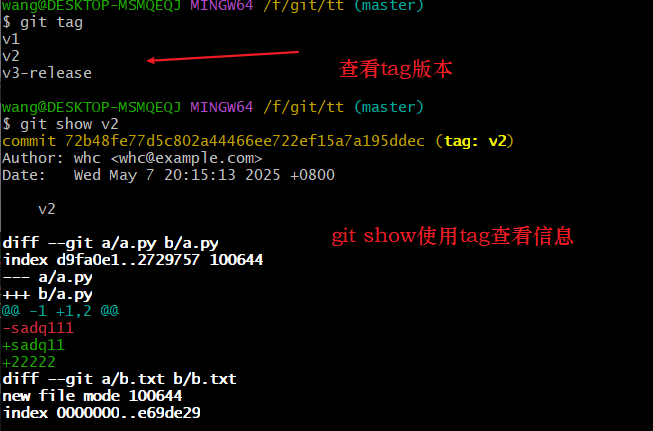 wang@DESKTOP-MSMQEQJ MINGW64 /f/git/tt (master)
$ git tag
v1
v2
v3-release
查看tag版本
wang@DESKTOP-MSMQEQJ MINGW64 /f/git/tt (master)
$ git show v2
commit 72b48fe77d5c802a44466ee722ef15a7a195ddec (tag: v2)
Author: whc <whc@example.com>
Date:   Wed May 7 20:15:13 2025 +0800
    v2
git show使用tag查看信息
diff --git a/a.py b/a.py
index d9fa0e1..2729757 100644
--- a/a.py
+++ b/a.py
@@ -1 +1,2 @@
-sadq111
+sadq11
+22222
diff --git a/b.txt b/b.txt
new file mode 100644
index 0000000..e69de29